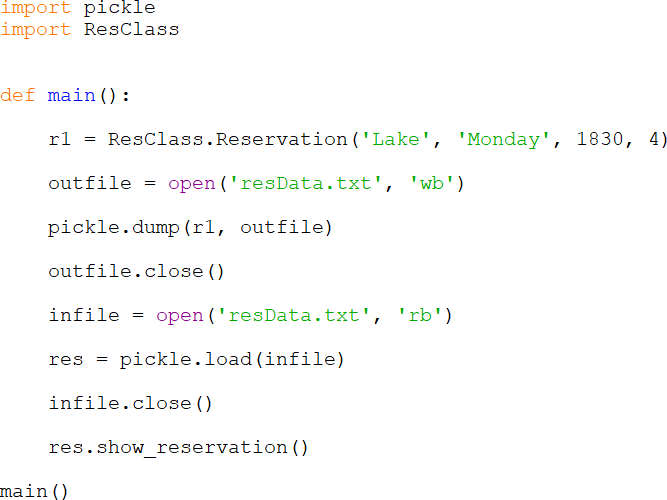 import pickle
import ResClass
def main():
    r1 = ResClass.Reservation('Lake', 'Monday', 1830, 4)
    outfile = open('resData.txt', 'wb')
    pickle.dump(r1, outfile)
    outfile.close()
    infile = open('resData.txt', 'rb')
    res = pickle.load(infile)
    infile.close()
    res.show_reservation()
main()